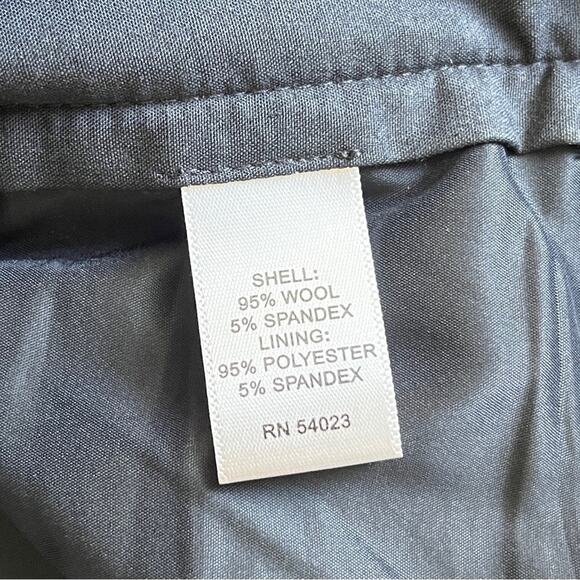 SHELL:
95% WOOL
5% SPANDEX
LINING:
95% POLYESTER
5% SPANDEX
RN 54023